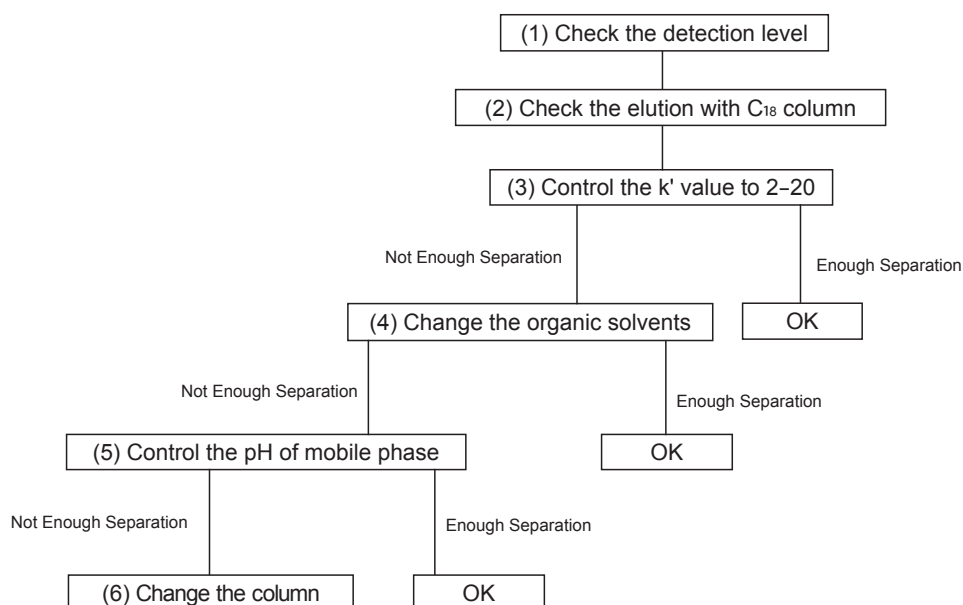 (1) Check the detection level
(2) Check the elution with C₁₈ column
(3) Control the k' value to 2–20
Not Enough Separation
Enough Separation
(4) Change the organic solvents
OK
Not Enough Separation
Enough Separation
(5) Control the pH of mobile phase
OK
Not Enough Separation
Enough Separation
(6) Change the column
OK